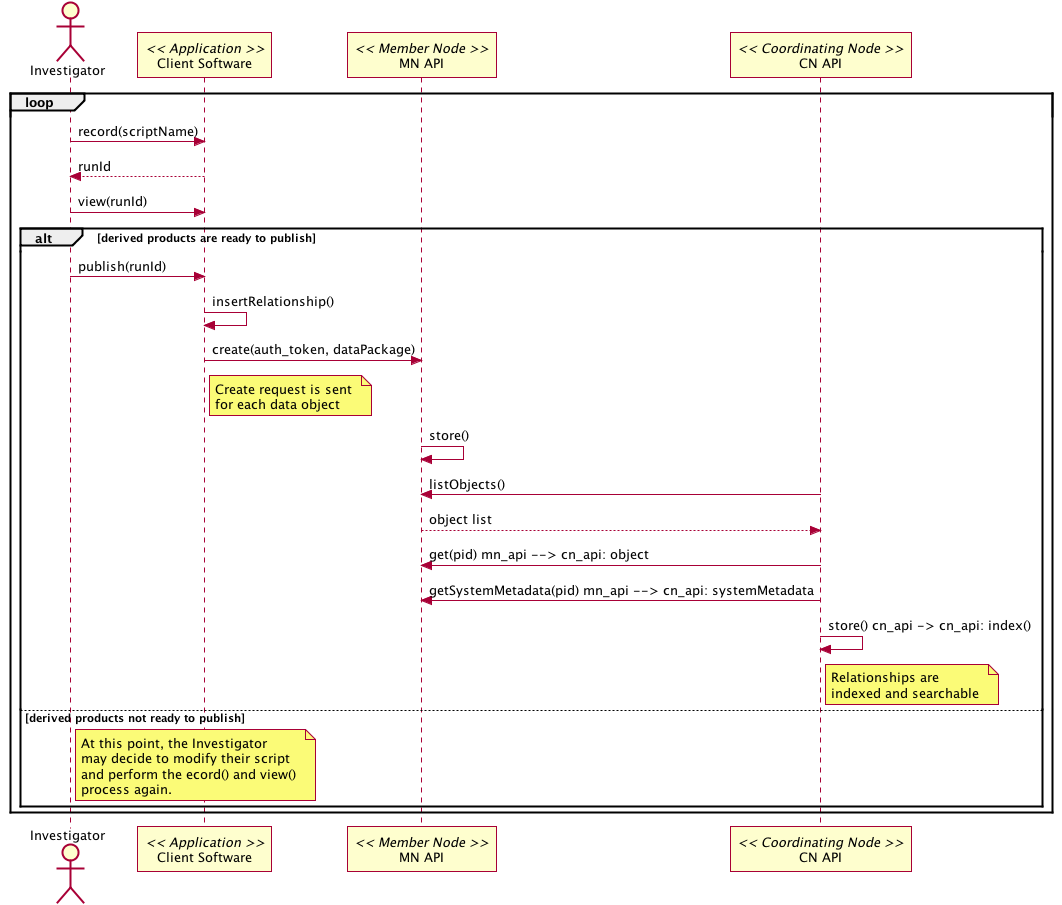 Investigator
<< Application >>
Client Software
<< Member Node >>
MN API
<< Coordinating Node >>
CN API
loop
record(scriptName)
runId
view(runId)
alt
[derived products are ready to publish]
publish(runId)
insertRelationship()
create(auth_token, dataPackage)
Create request is sent
for each data object
store()
listObjects()
object list
get(pid) mn_api --> cn_api: object
getSystemMetadata(pid) mn_api --> cn_api: systemMetadata
store() cn_api -> cn_api: index()
Relationships are
indexed and searchable
[derived products not ready to publish]
At this point, the Investigator
may decide to modify their script
and perform the ecord() and view()
process again.
Investigator
<< Application >>
Client Software
<< Member Node >>
MN API
<< Coordinating Node >>
CN API